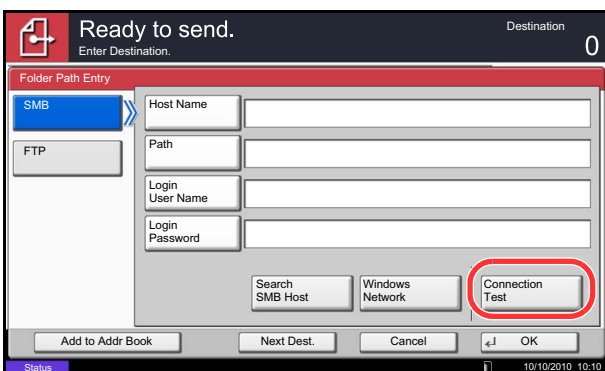 Ready to send.
Destination
Enter Destination.
0
Folder Path Entry
SMB
FTP
Host Name
Path
Login
User Name
Login
Password
Search
SMB Host
Windows
Network
Connection
Test
Add to Addr Book
Next Dest.
Cancel
OK
Status
10/10/2010 10:10